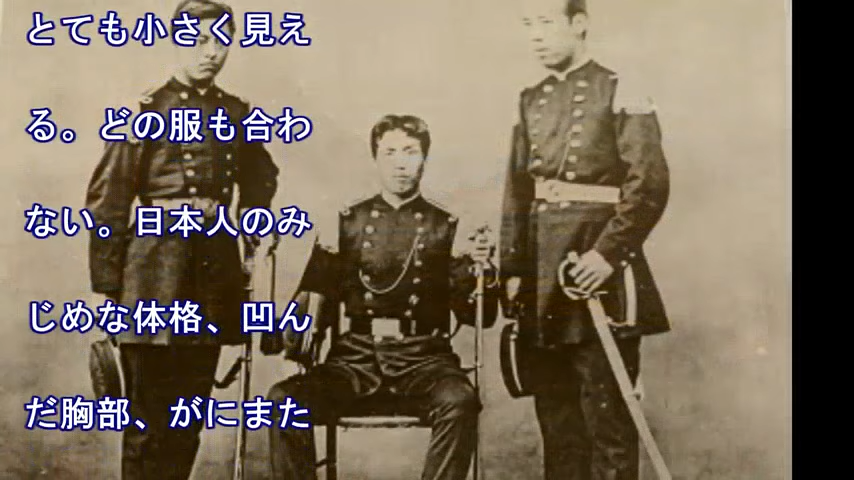 とても小さく見え
る。どの服も合わ
ない。日本人のみ
じめな体格、凹ん
だ胸部、がにまた